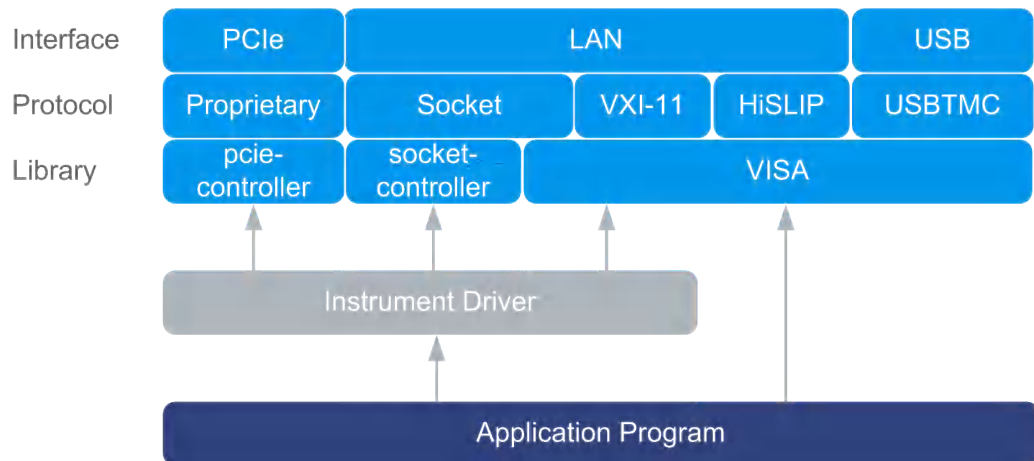 Interface PCIe LAN USB
Protocol Proprietary Socket VXI-11 HiSLIP USBTMC
Library pcie-
controller socket-
controller VISA
Instrument Driver
Application Program